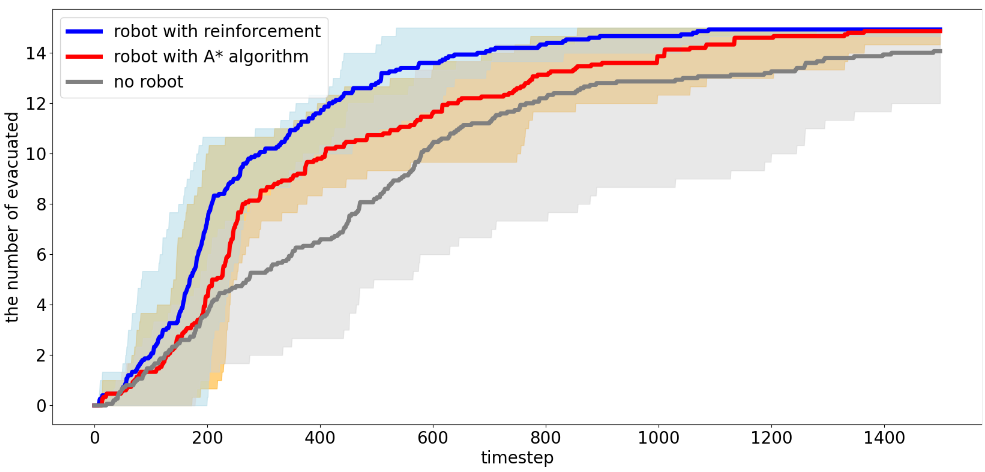 robot with reinforcement
robot with A* algorithm
no robot
the number of evacuated
14
12
10
8
6
4
2
0
0 200 400 600 800 1000 1200 1400
timestep